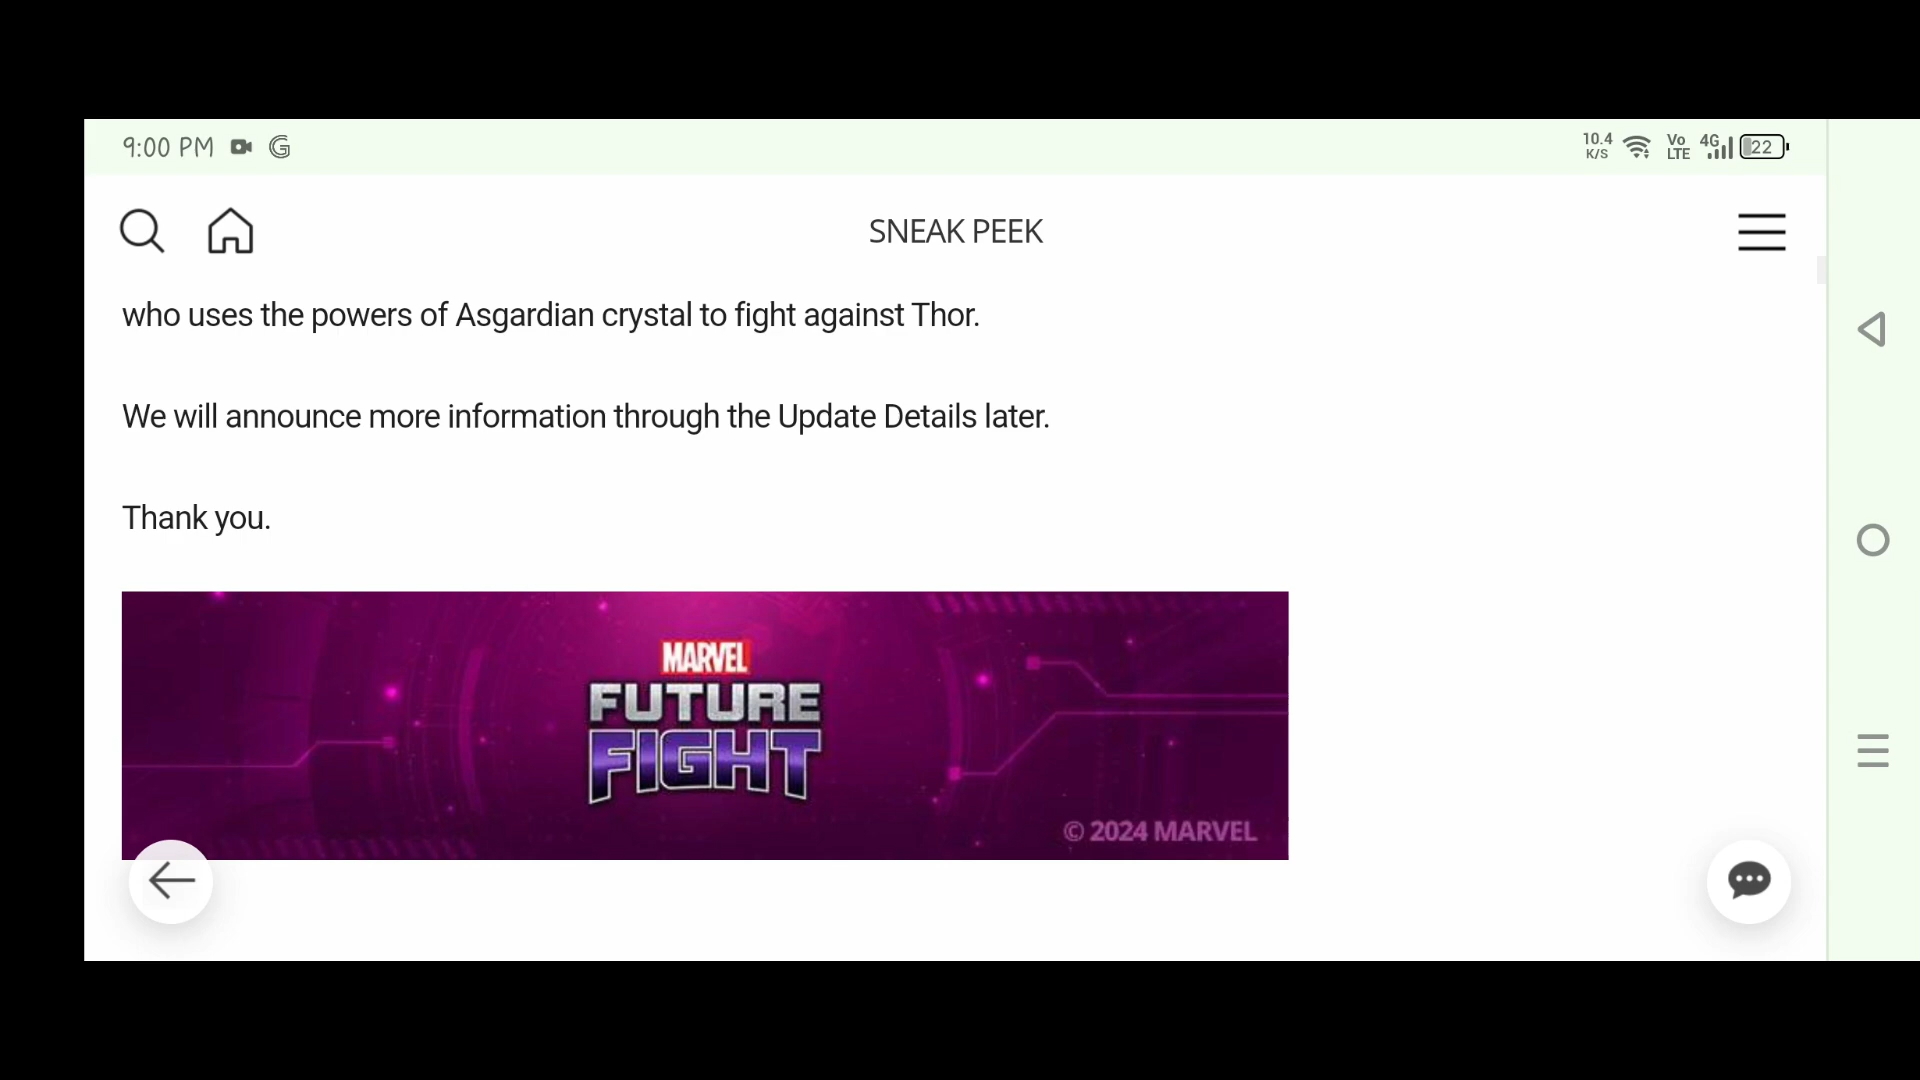 9:00 PM
10.4
K/S
Vo
LTE
4G
22
SNEAK PEEK
who uses the powers of Asgardian crystal to fight against Thor.
We will announce more information through the Update Details later.
Thank you.
MARVEL
FUTURE
FIGHT
© 2024 MARVEL